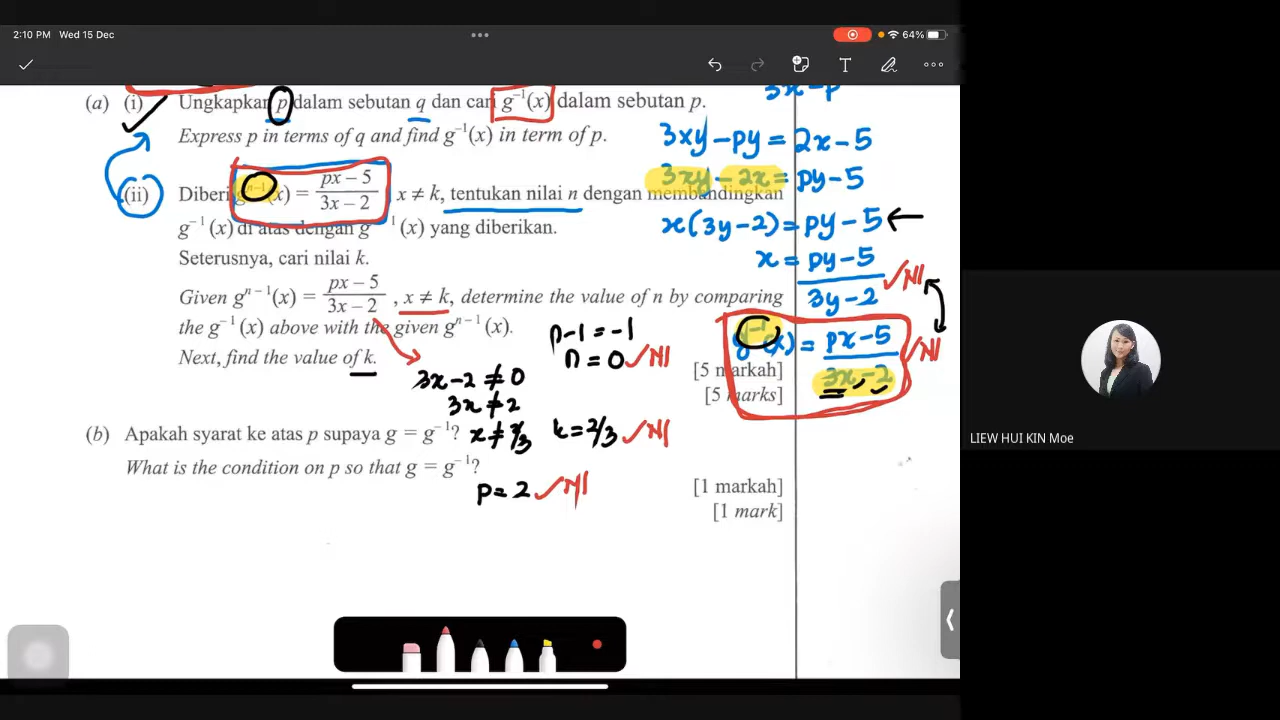 2:10 PM Wed 15 Dec
64%
(a) (i) Ungkapkan p dalam sebutan q dan cari g⁻¹(x) dalam sebutan p.
Express p in terms of q and find g⁻¹(x) in term of p.
(ii) Diberi gⁿ⁻¹(x) = px − 5 / 3x − 2, x ≠ k, tentukan nilai n dengan membandingkan
g⁻¹(x) di atas dengan gⁿ⁻¹(x) yang diberikan.
Seterusnya, cari nilai k.
Given gⁿ⁻¹(x) = px − 5 / 3x − 2, x ≠ k, determine the value of n by comparing
the g⁻¹(x) above with the given gⁿ⁻¹(x).
Next, find the value of k.
[5 markah]
[5 marks]
n−1 = −1
n = 0 ✓N1
3x−2 ≠ 0
3x ≠ 2
x ≠ 2/3 k = 2/3 ✓N1
(b) Apakah syarat ke atas p supaya g = g⁻¹?
What is the condition on p so that g = g⁻¹?
p = 2 ✓N1
[1 markah]
[1 mark]
3x−p
3xy − py = 2x − 5
3xy − 2x = py − 5
x(3y − 2) = py − 5 ←
x = py − 5 / 3y − 2 ✓N1
g⁻¹(x) = px − 5 / 3x − 2 ✓N1
LIEW HUI KIN Moe